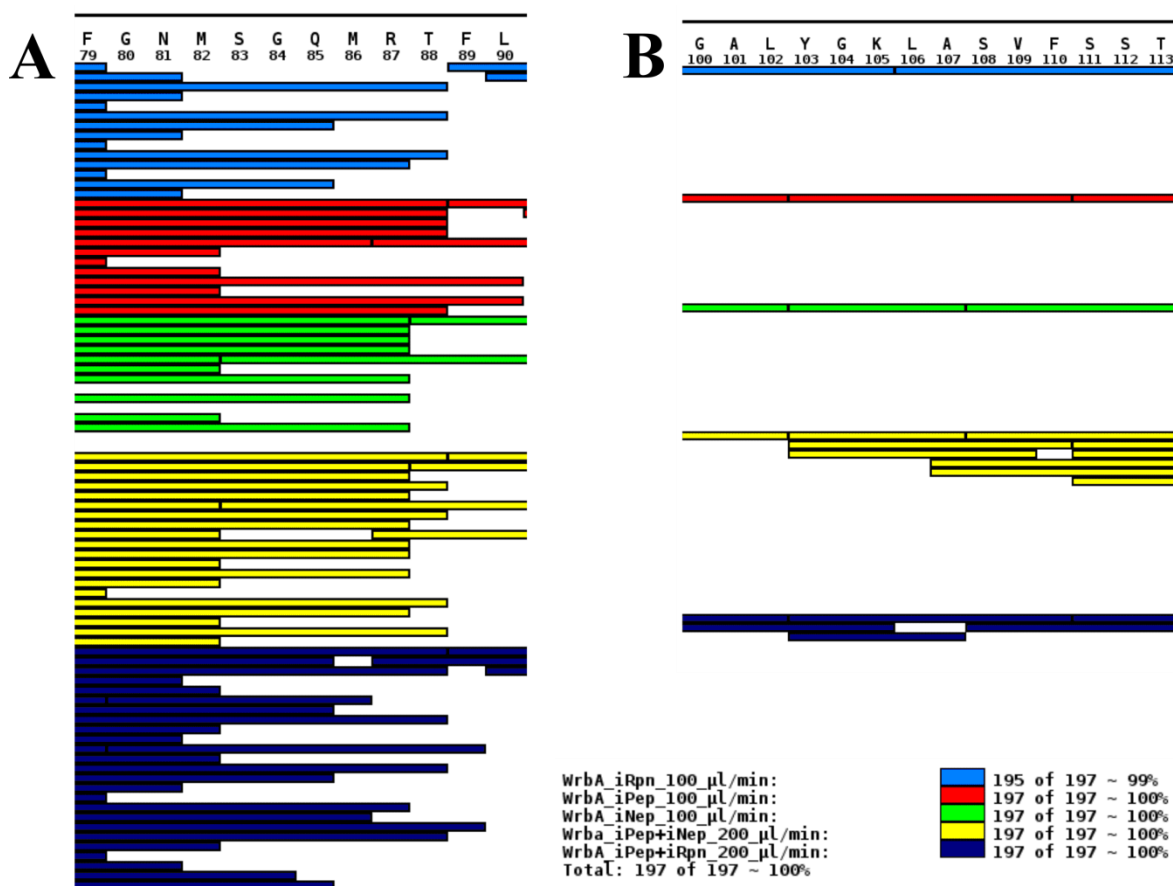 A
F G N M S G Q M R T F L
79 80 81 82 83 84 85 86 87 88 89 90
B
G A L Y G K L A S V F S S T
100 101 102 103 104 105 106 107 108 109 110 111 112 113
WrbA_iRpn_100_µl/min: 195 of 197 ~ 99%
WrbA_iPep_100_µl/min: 197 of 197 ~ 100%
WrbA_iNep_100_µl/min: 197 of 197 ~ 100%
Wrba_iPep+iNep_200_µl/min: 197 of 197 ~ 100%
WrbA_iPep+iRpn_200_µl/min: 197 of 197 ~ 100%
Total: 197 of 197 ~ 100%